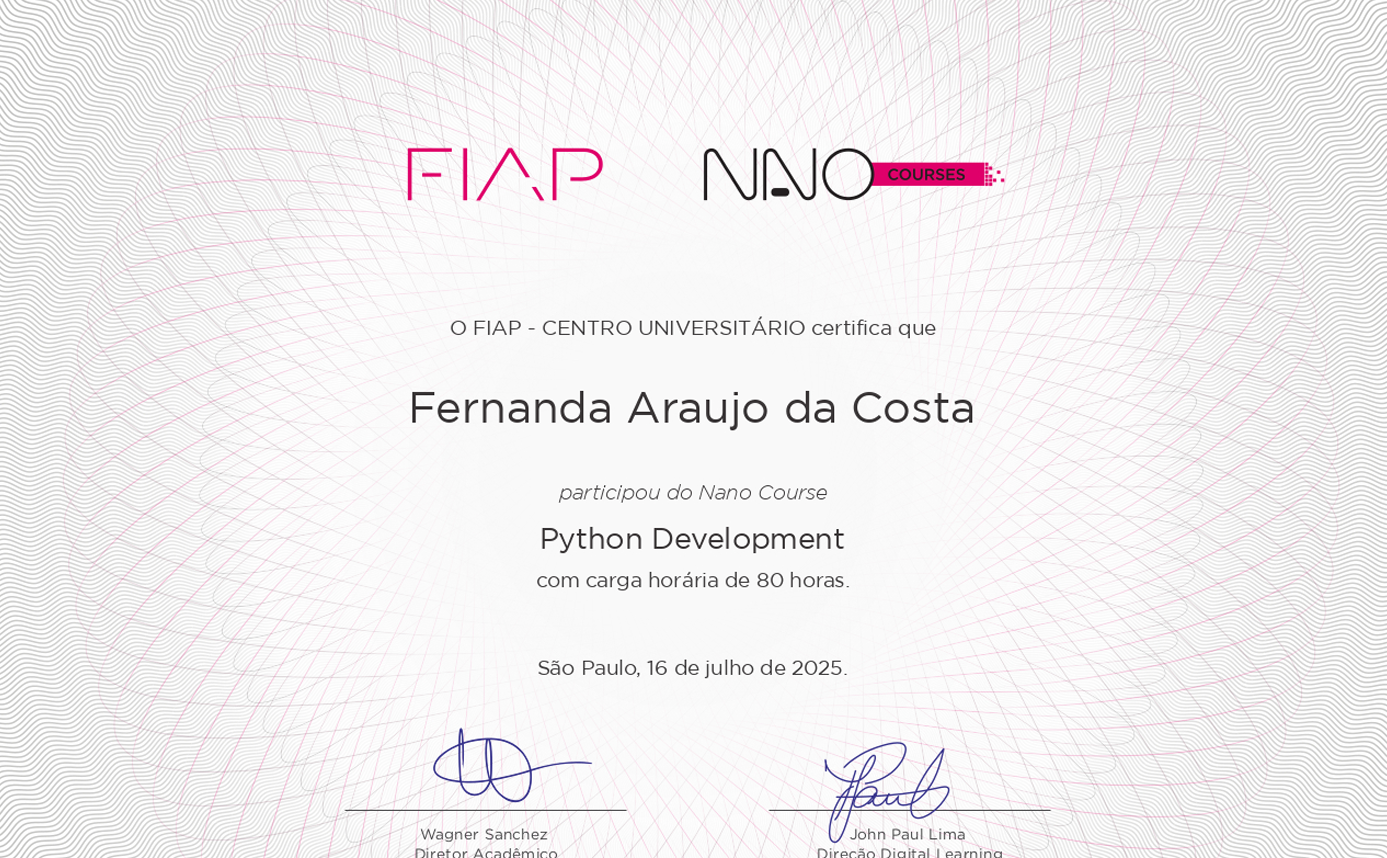 FIAP NANO COURSES
O FIAP - CENTRO UNIVERSITÁRIO certifica que
Fernanda Araujo da Costa
participou do Nano Course
Python Development
com carga horária de 80 horas.
São Paulo, 16 de julho de 2025.
Wagner Sanchez John Paul Lima
Diretor Acadêmico Direção Digital Learning